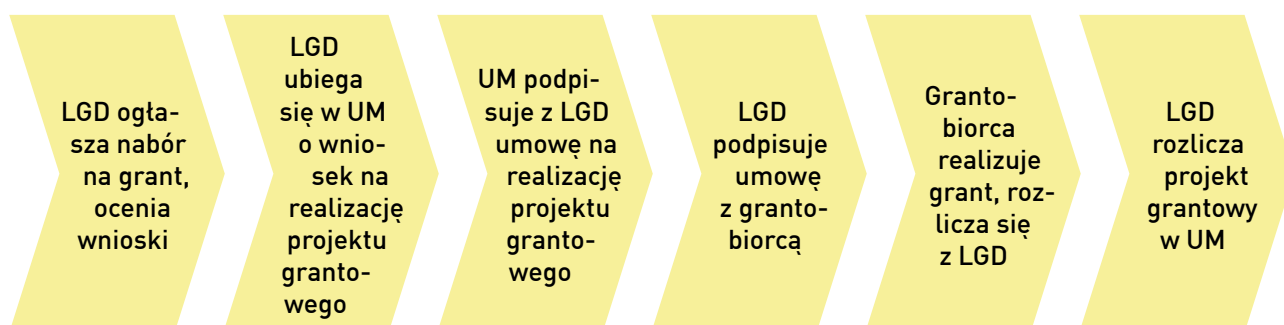 LGD ogła-
sza nabór
na grant,
ocenia
wnioski
LGD
ubiega
się w UM
o wnio-
sek na
realizację
projektu
granto-
wego
UM podpi-
suje z LGD
umowę na
realizację
projektu
granto-
wego
LGD
podpisuje
umowę
z granto-
biorcą
Granto-
biorca
realizuje
grant, roz-
licza się
z LGD
LGD
rozlicza
projekt
grantowy
w UM